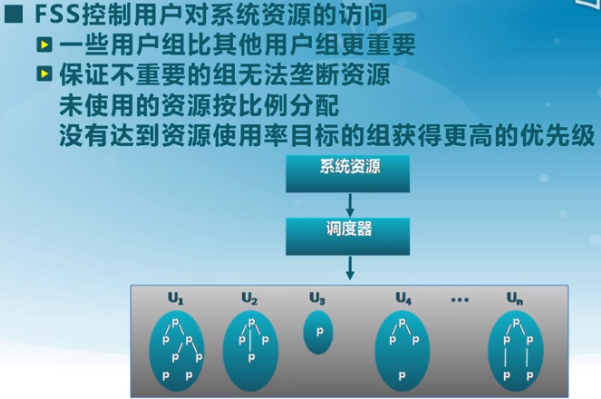 FSS控制用户对系统资源的访问
一些用户组比其他用户组更重要
保证不重要的组无法垄断资源
未使用的资源按比例分配
没有达到资源使用率目标的组获得更高的优先级
系统资源
调度器
U1 U2 U3 U4 ... Un
p p p p p
p p p p p p p p p
p p p
p p p p p